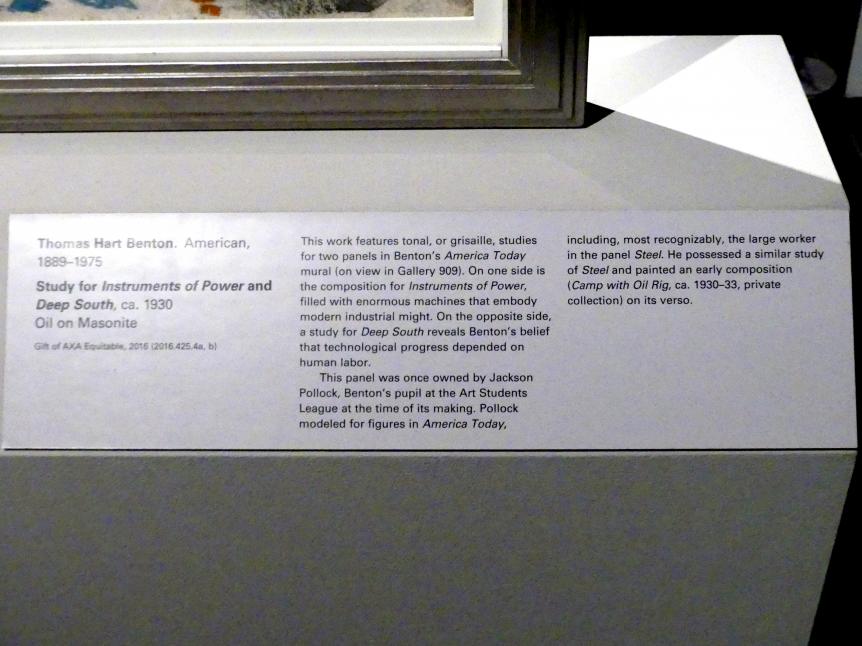 Thomas Hart Benton. American,
1889–1975
Study for Instruments of Power and
Deep South, ca. 1930
Oil on Masonite
Gift of AXA Equitable, 2016 (2016.425.4a, b)
This work features tonal, or grisaille, studies
for two panels in Benton's America Today
mural (on view in Gallery 909). On one side is
the composition for Instruments of Power,
filled with enormous machines that embody
modern industrial might. On the opposite side,
a study for Deep South reveals Benton's belief
that technological progress depended on
human labor.
This panel was once owned by Jackson
Pollock, Benton's pupil at the Art Students
League at the time of its making. Pollock
modeled for figures in America Today,
including, most recognizably, the large worker
in the panel Steel. He possessed a similar study
of Steel and painted an early composition
(Camp with Oil Rig, ca. 1930–33, private
collection) on its verso.